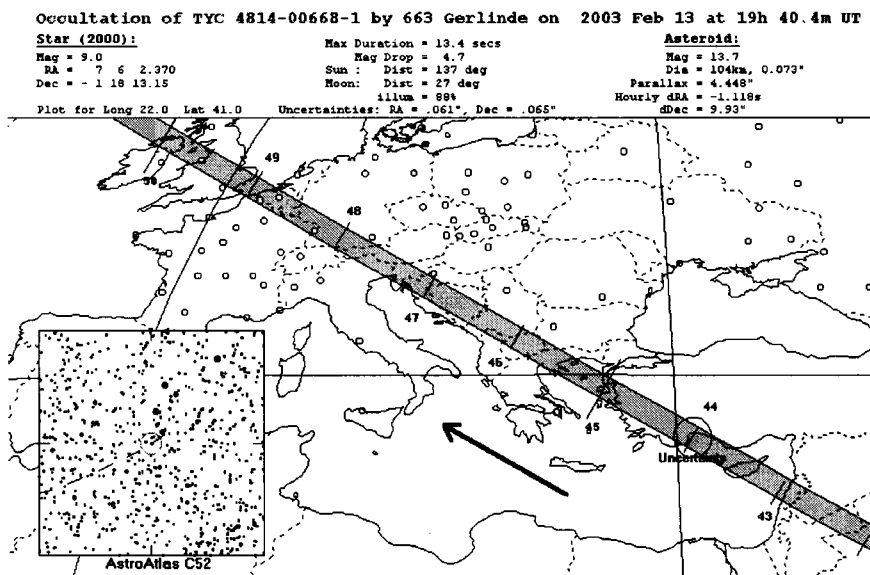 Occultation of TYC 4814-00668-1 by 663 Gerlinde on 2003 Feb 13 at 19h 40.4m UT
Star (2000):
Mag = 9.0
RA = 7 6 2.370
Dec = - 1 18 13.15
Max Duration = 13.4 secs
Mag Drop = 4.7
Sun : Dist = 137 deg
Moon: Dist = 27 deg
illum = 88%
Asteroid:
Mag = 13.7
Dia = 104km, 0.073"
Parallax = 4.448"
Hourly dRA = -1.118s
dDec = 9.93"
Plot for Long 22.0 Lat 41.0
Uncertainties: RA = .061", Dec = .065"
49
48
47
46
45
44
Uncertainty
43
AstroAtlas C52